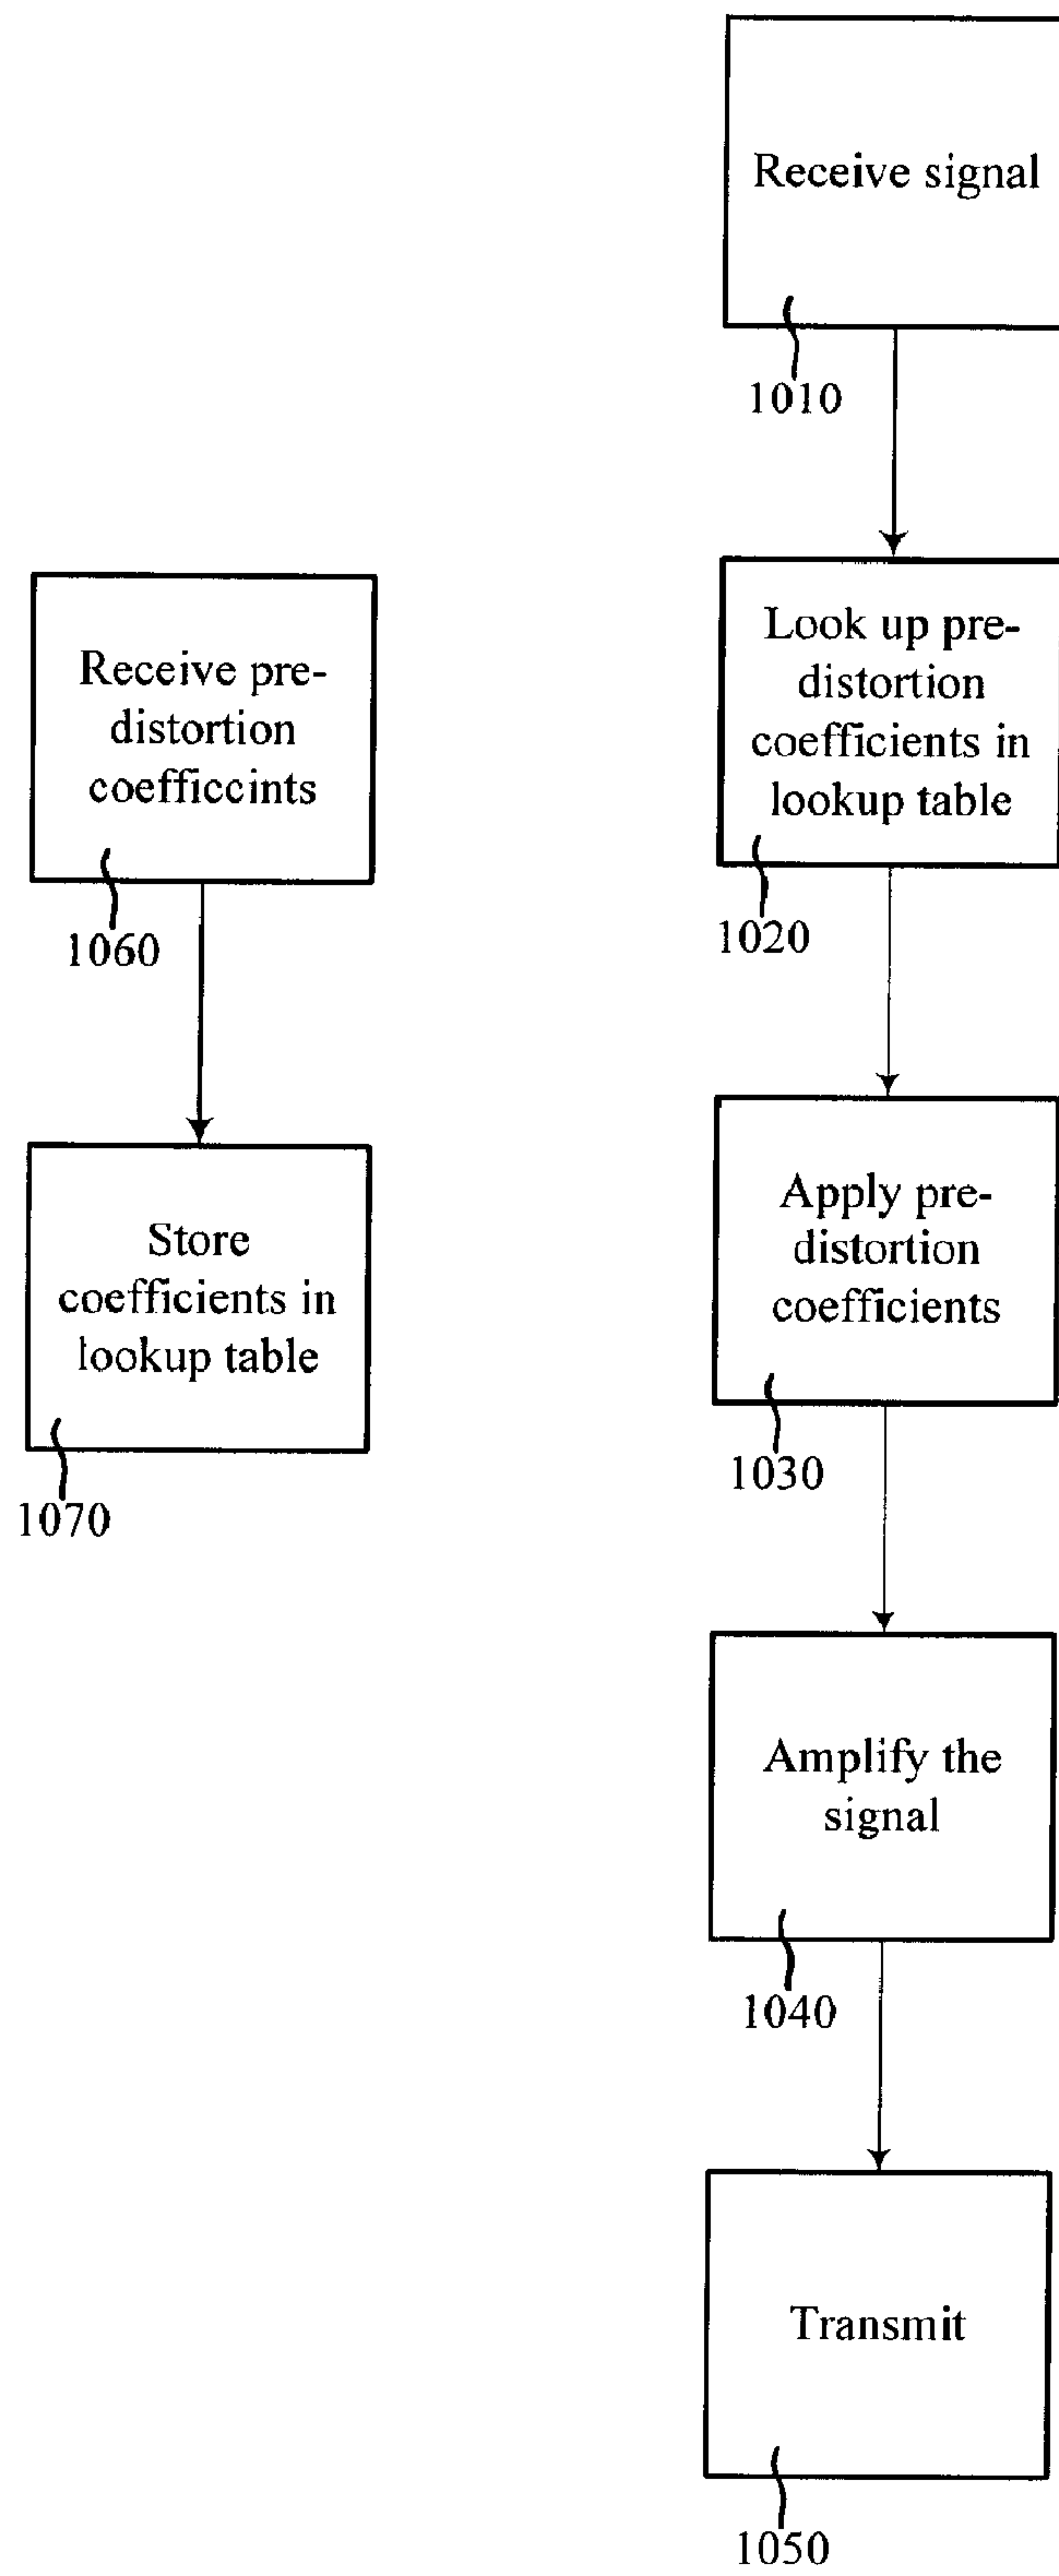 Receive signal
1010
Look up pre-
distortion
coefficients in
lookup table
1020
Apply pre-
distortion
coefficients
1030
Amplify the
signal
1040
Transmit
1050
Receive pre-
distortion
coefficcints
1060
Store
coefficients in
lookup table
1070